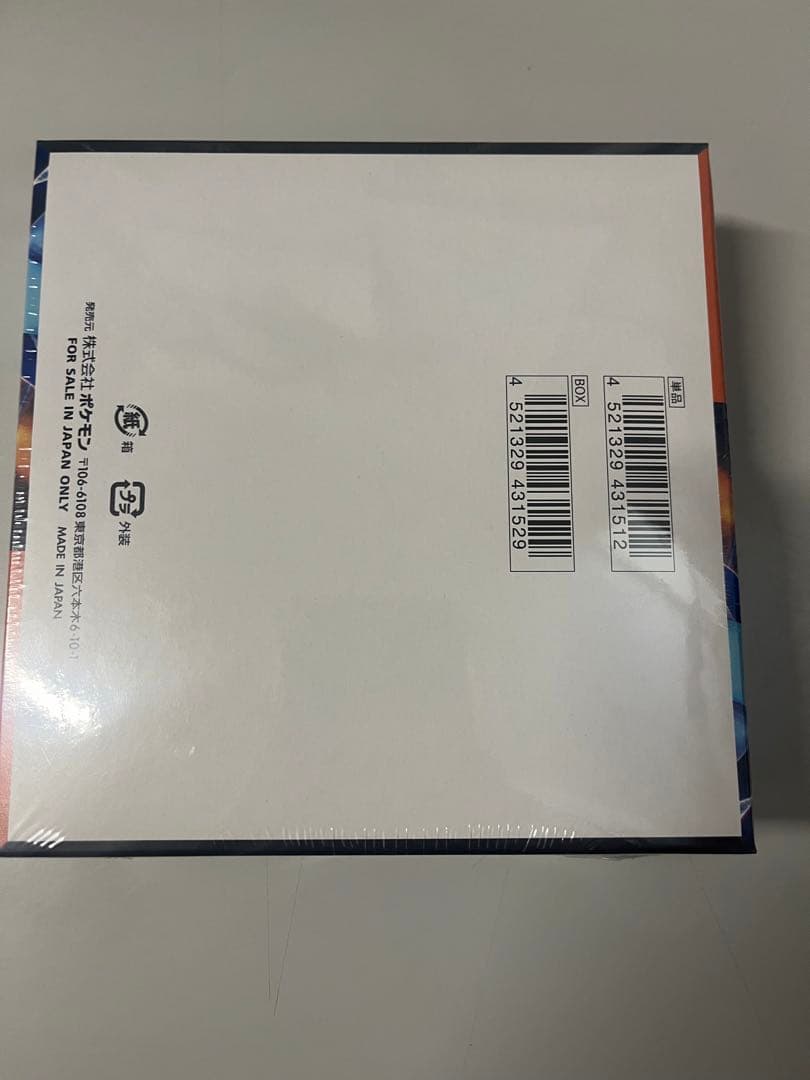 単品
4 521329 431512
BOX
4 521329 431529
紙 箱
プラ 外装
発売元 株式会社 ポケモン 〒106-6108 東京都港区六本木6-10-1
FOR SALE IN JAPAN ONLY MADE IN JAPAN